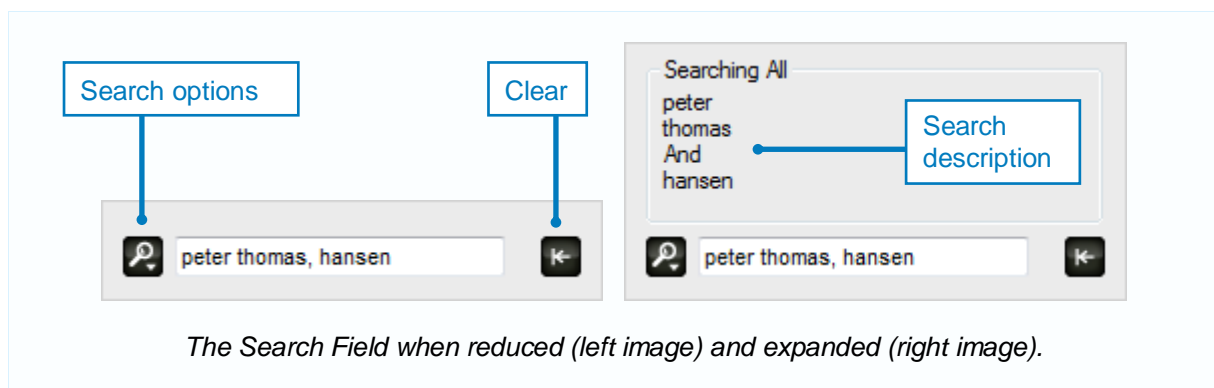 Search options
Clear
peter thomas, hansen
Searching All
peter
thomas
And
hansen
Search
description
peter thomas, hansen
The Search Field when reduced (left image) and expanded (right image).